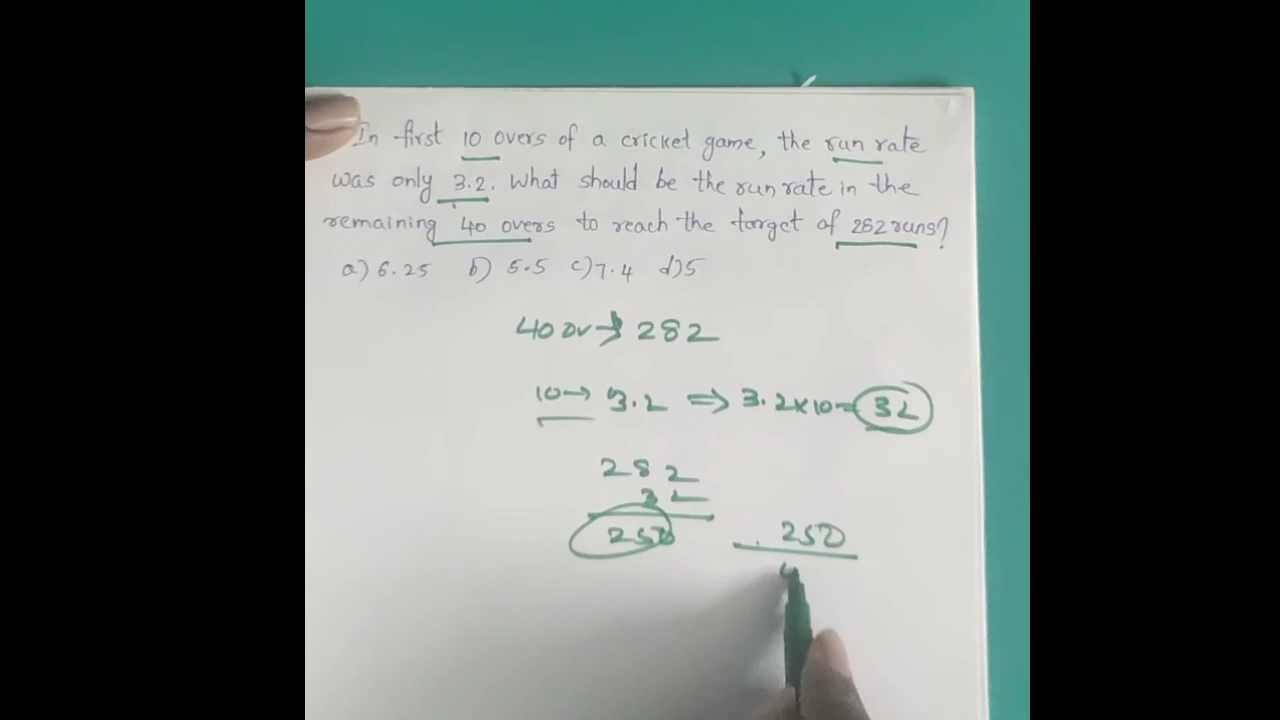 In first 10 overs of a cricket game, the run rate
was only 3.2. What should be the run rate in the
remaining 40 overs to reach the target of 282 runs?
a) 6.25 b) 5.5 c) 7.4 d) 5
40 ov → 282
10 → 3.2 ⇒ 3.2 × 10 = 32
282
32
250 250